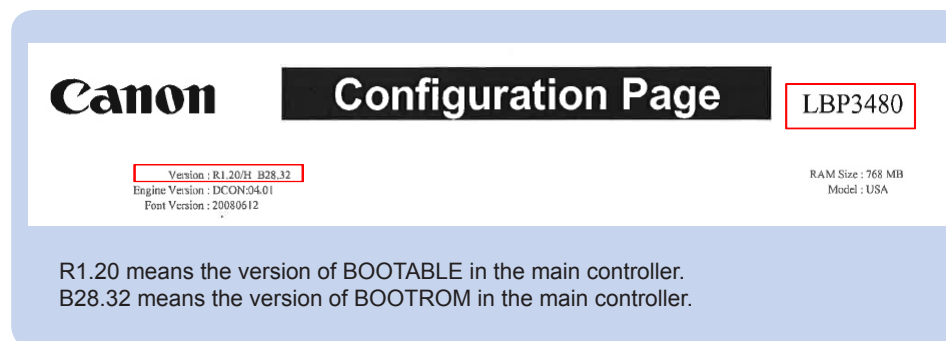 Canon
Configuration Page
LBP3480
Version : R1.20/H B28.32
RAM Size : 768 MB
Engine Version : DCON:04.01
Model : USA
Font Version : 20080612
R1.20 means the version of BOOTABLE in the main controller.
B28.32 means the version of BOOTROM in the main controller.